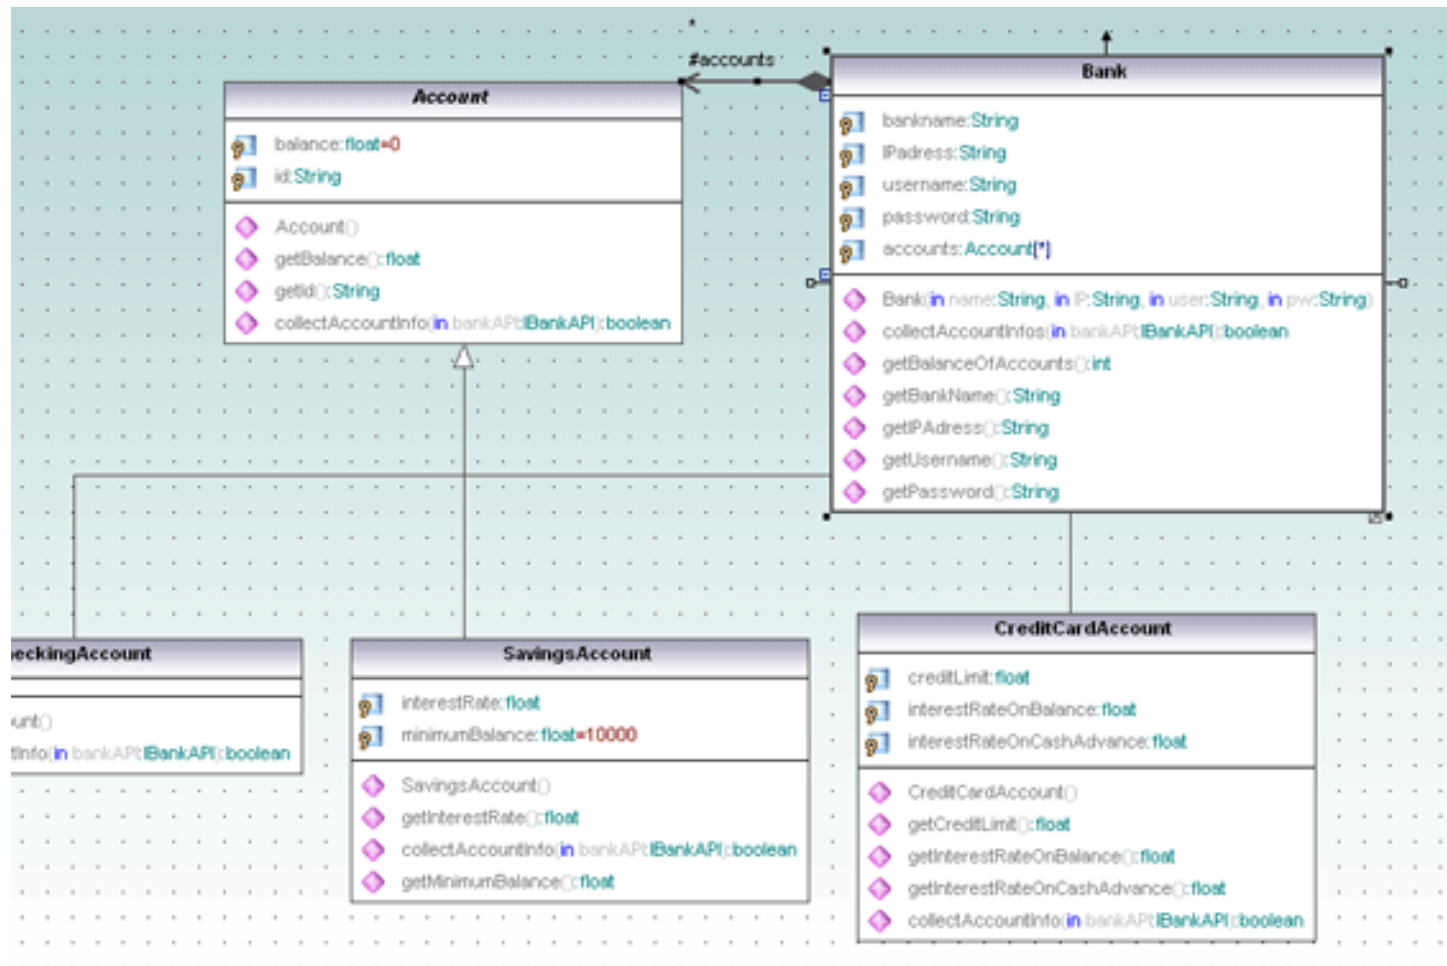 *
#accounts
Account
balance:float=0
id:String
Account()
getBalance():float
getId():String
collectAccountInfo(in bankAPI:IBankAPI):boolean
Bank
bankname:String
IPadress:String
username:String
password:String
accounts:Account[*]
Bank(in name:String, in IP:String, in user:String, in pw:String)
collectAccountInfos(in bankAPI:IBankAPI):boolean
getBalanceOfAccounts():int
getBankName():String
getIPAdress():String
getUsername():String
getPassword():String
eckingAccount
unt()
tInfo(in bankAPI:IBankAPI):boolean
SavingsAccount
interestRate:float
minimumBalance:float=10000
SavingsAccount()
getInterestRate():float
collectAccountInfo(in bankAPI:IBankAPI):boolean
getMinimumBalance():float
CreditCardAccount
creditLimit:float
interestRateOnBalance:float
interestRateOnCashAdvance:float
CreditCardAccount()
getCreditLimit():float
getInterestRateOnBalance():float
getInterestRateOnCashAdvance():float
collectAccountInfo(in bankAPI:IBankAPI):boolean